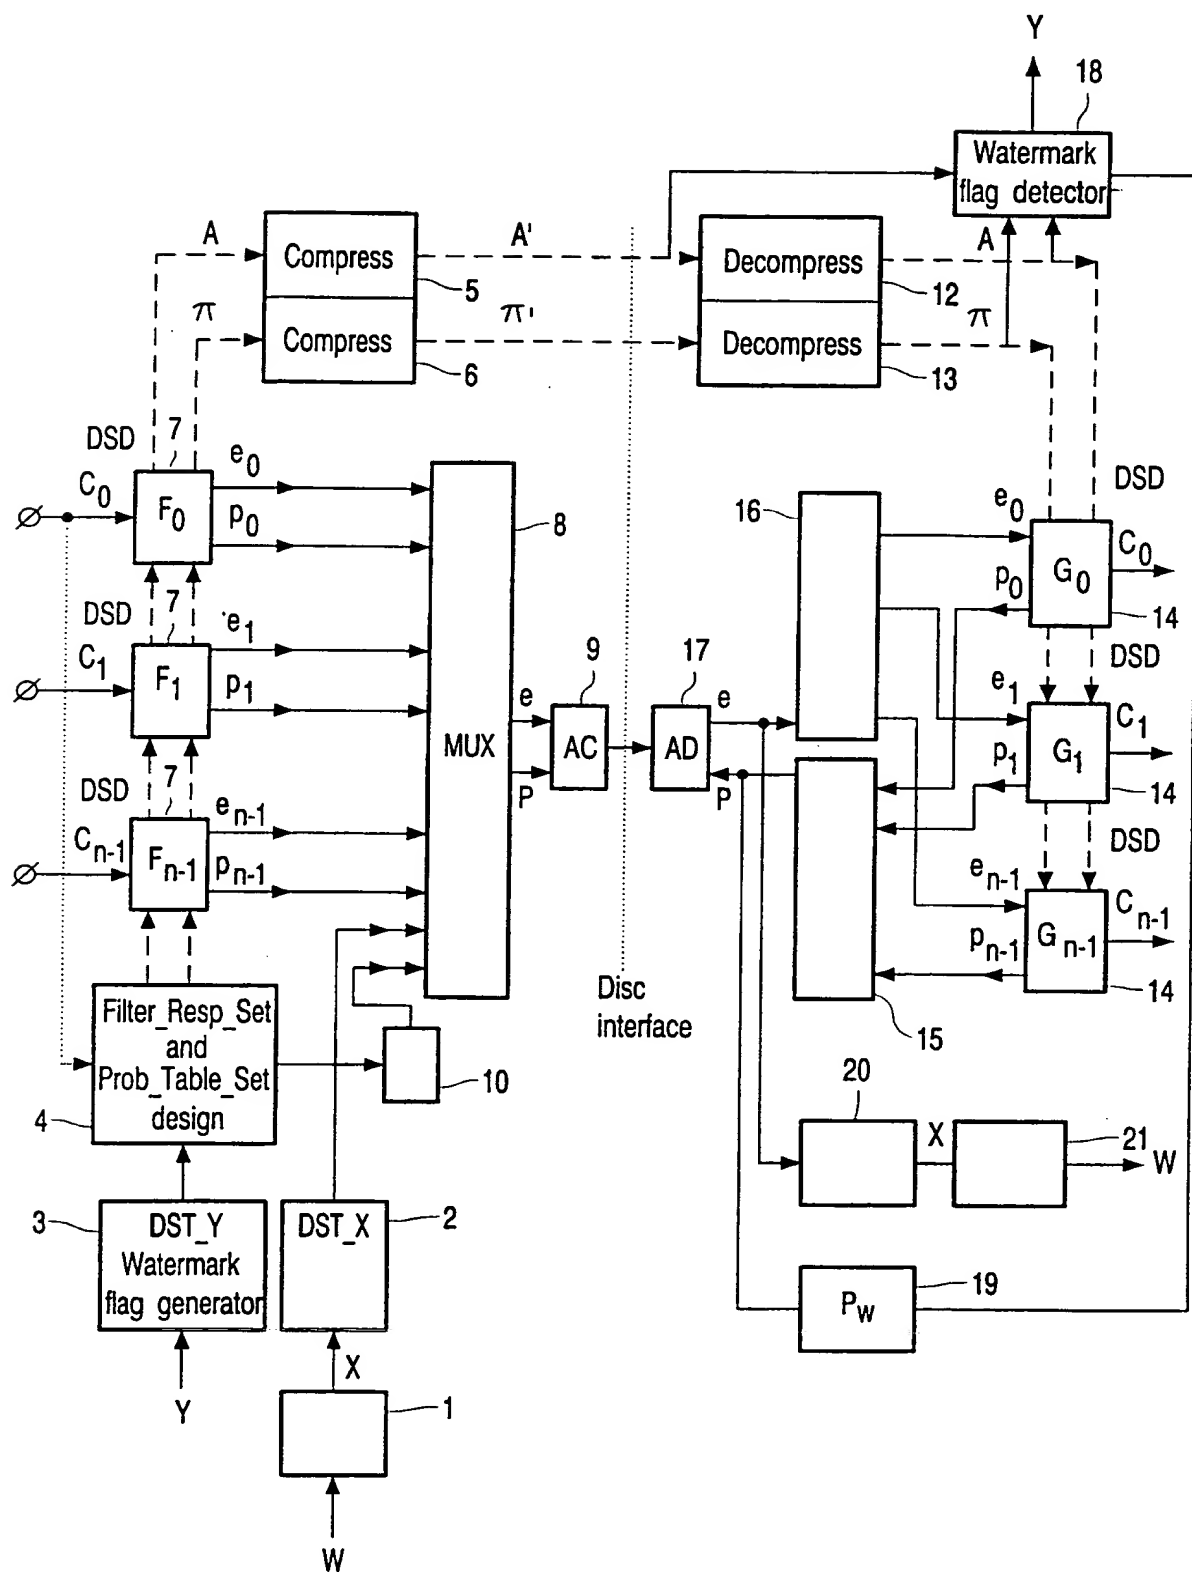 Y
18
Watermark
flag detector
A
Compress
5
A'
Decompress
12
A
π
Compress
6
π'
Decompress
13
π
DSD
7
C0
F0
e0
p0
8
16
e0
p0
DSD
C0
G0
14
DSD
7
C1
F1
e1
p1
MUX
e
P
9
AC
17
AD
e
P
e1
p1
DSD
C1
G1
14
DSD
7
Cn-1
Fn-1
en-1
pn-1
en-1
pn-1
DSD
Cn-1
Gn-1
14
15
Disc
interface
Filter_Resp_Set
and
Prob_Table_Set
design
4
10
20
X
21
W
3
DST_Y
Watermark
flag generator
DST_X
2
19
PW
Y
X
1
W